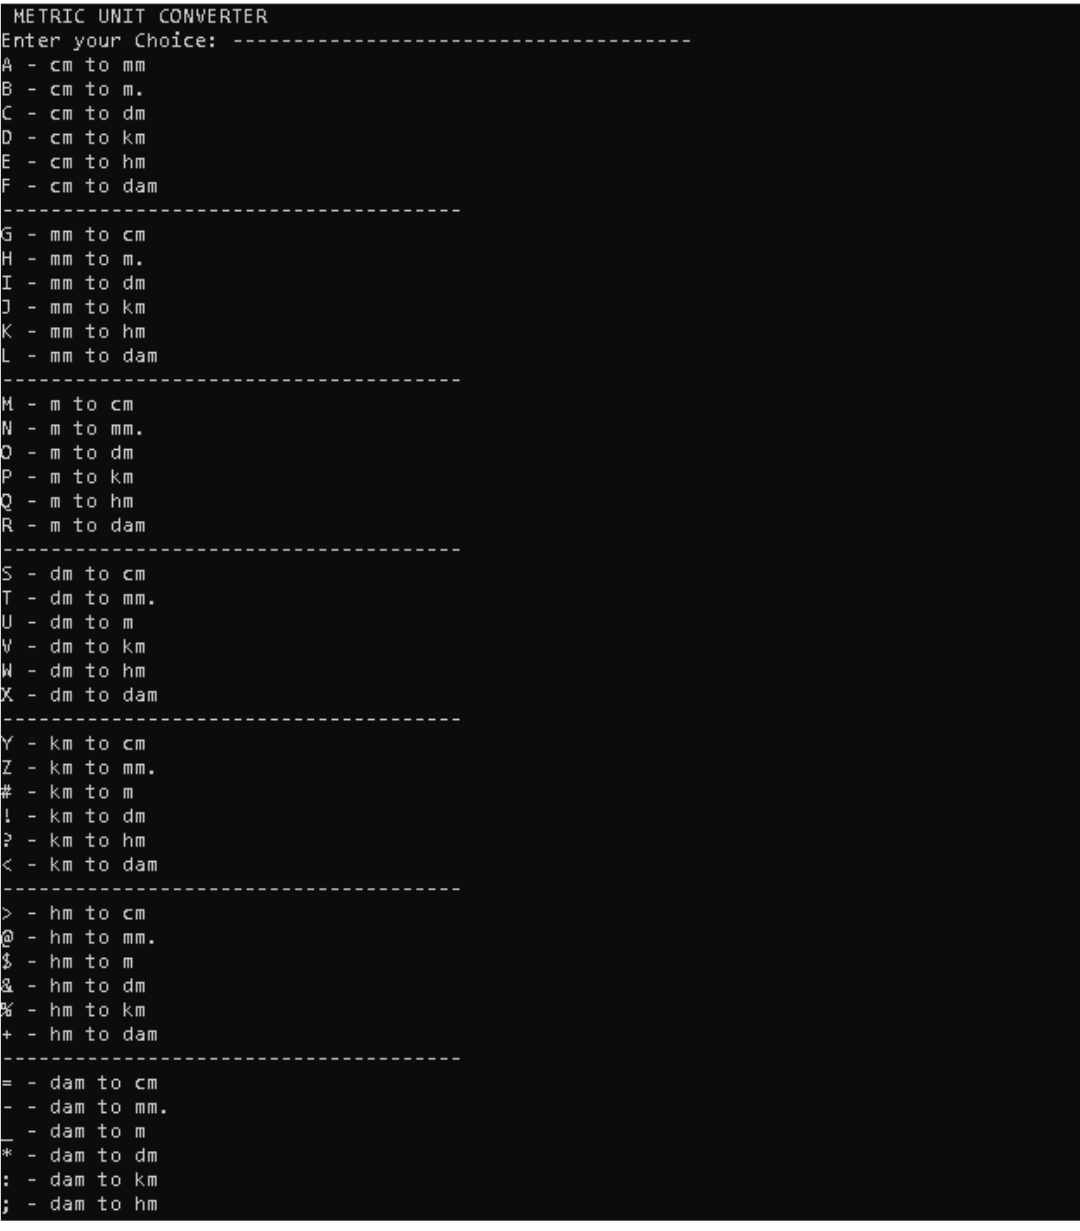 METRIC UNIT CONVERTER
Enter your Choice: --------------------------------------
A - cm to mm
B - cm to m.
C - cm to dm
D - cm to km
E - cm to hm
F - cm to dam
--------------------------------------
G - mm to cm
H - mm to m.
I - mm to dm
J - mm to km
K - mm to hm
L - mm to dam
--------------------------------------
M - m to cm
N - m to mm.
O - m to dm
P - m to km
Q - m to hm
R - m to dam
--------------------------------------
S - dm to cm
T - dm to mm.
U - dm to m
V - dm to km
W - dm to hm
X - dm to dam
--------------------------------------
Y - km to cm
Z - km to mm.
# - km to m
! - km to dm
? - km to hm
< - km to dam
--------------------------------------
> - hm to cm
@ - hm to mm.
$ - hm to m
& - hm to dm
% - hm to km
+ - hm to dam
--------------------------------------
= - dam to cm
- - dam to mm.
_ - dam to m
* - dam to dm
: - dam to km
; - dam to hm